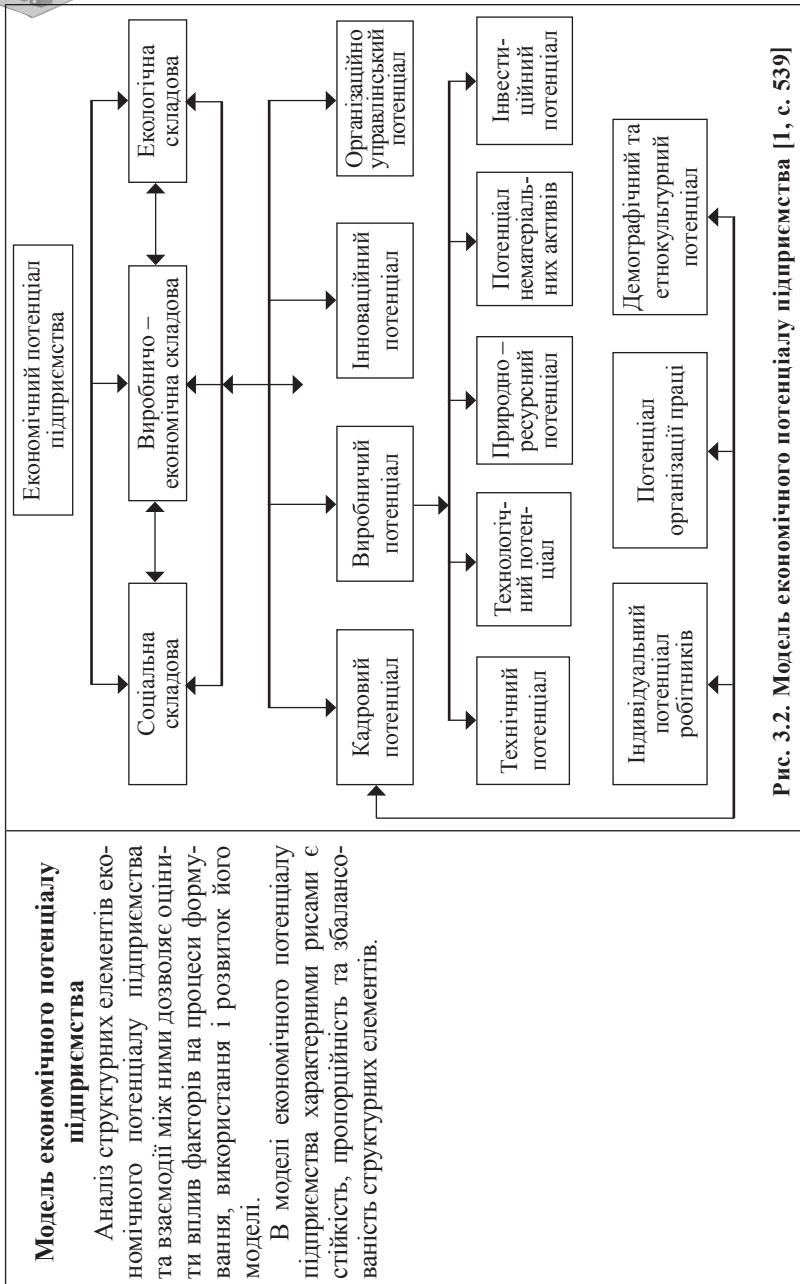 Модель економічного потенціалу
підприємства
Аналіз структурних елементів еко-
номічного потенціалу підприємства
та взаємодії між ними дозволяє оціни-
ти вплив факторів на процеси форму-
вання, використання і розвиток його
моделі.
В моделі економічного потенціалу
підприємства характерними рисами є
стійкість, пропорційність та збалансо-
ваність структурних елементів.
Економічний потенціал
підприємства
Соціальна
складова
Виробничо –
економічна складова
Екологічна
складова
Кадровий
потенціал
Виробничий
потенціал
Інноваційний
потенціал
Організаційно
управлінський
потенціал
Технічний
потенціал
Технологіч-
ний потен-
ціал
Природно –
ресурсний
потенціал
Потенціал
нематеріаль-
них активів
Інвести-
ційний
потенціал
Індивідуальний
потенціал
робітників
Потенціал
організації праці
Демографічний та
етнокультурний
потенціал
Рис. 3.2. Модель економічного потенціалу підприємства [1, с. 539]